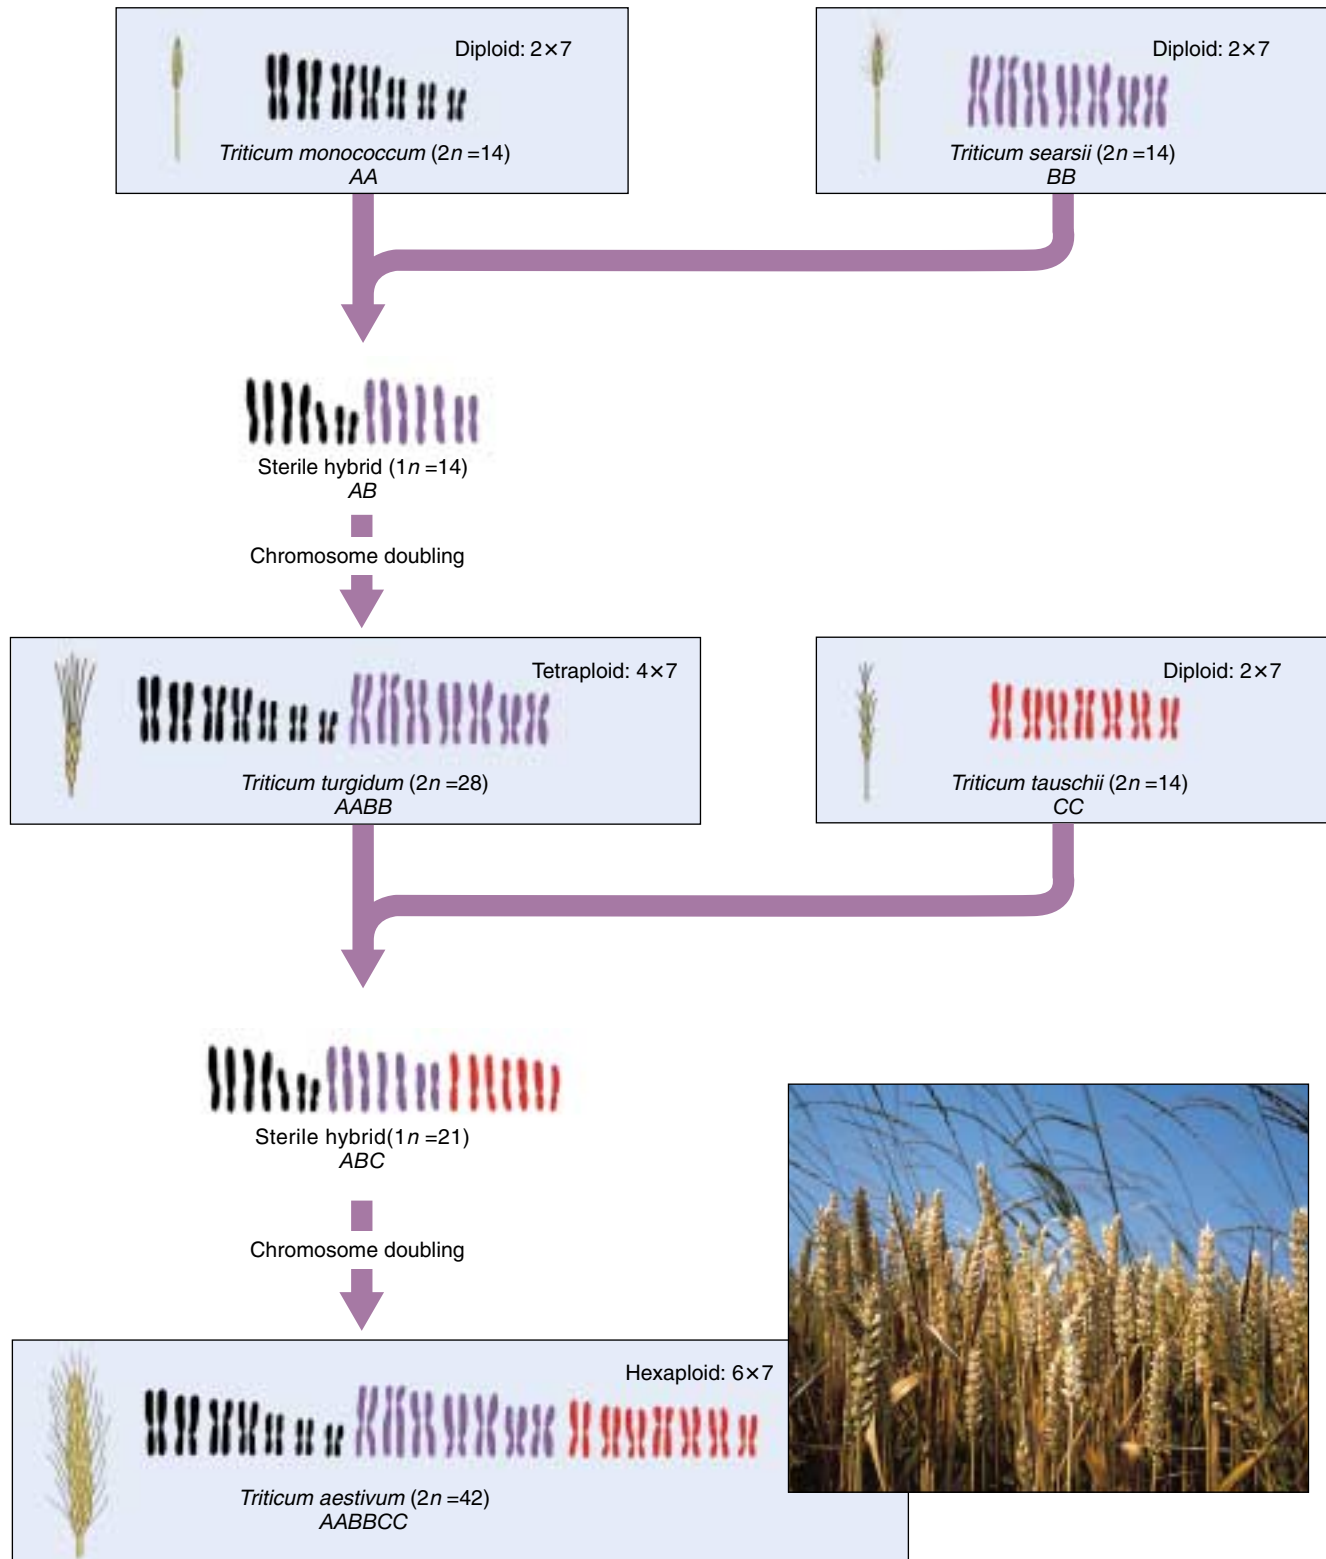 Diploid: 2×7
Triticum monococcum (2n =14)
AA
Diploid: 2×7
Triticum searsii (2n =14)
BB
Sterile hybrid (1n =14)
AB
Chromosome doubling
Tetraploid: 4×7
Triticum turgidum (2n =28)
AABB
Diploid: 2×7
Triticum tauschii (2n =14)
CC
Sterile hybrid(1n =21)
ABC
Chromosome doubling
Hexaploid: 6×7
Triticum aestivum (2n =42)
AABBCC